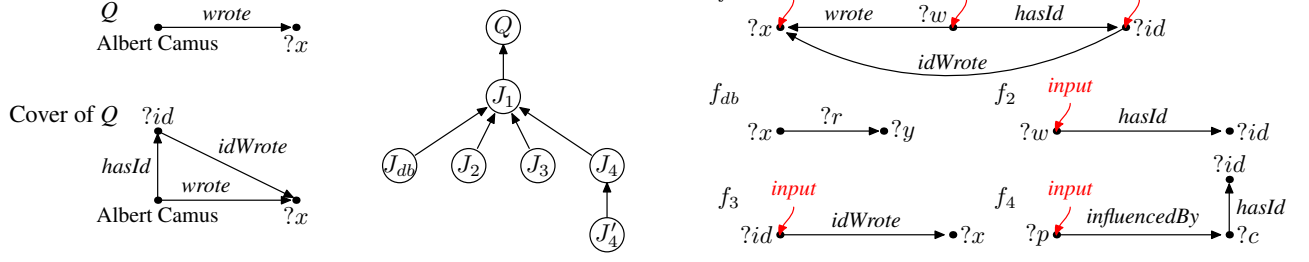 Q
wrote
Albert Camus
?x
Cover of Q
?id
hasId
idWrote
wrote
Albert Camus
?x
Q
J1
Jdb
J2
J3
J4
J′4
?x
wrote
?w
hasId
?id
idWrote
fdb
?x
?r
?y
f2
input
?w
hasId
?id
f3
input
?id
idWrote
?x
f4
input
?p
influencedBy
?c
hasId
?id